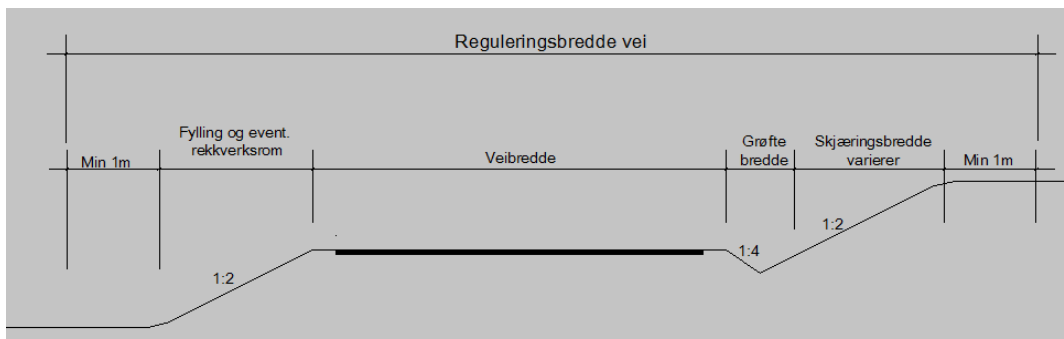 Reguleringsbredde vei
Min 1m
Fylling og event.
rekkverksrom
Veibredde
Grøfte
bredde
Skjæringsbredde
varierer
Min 1m
1:2
1:4
1:2